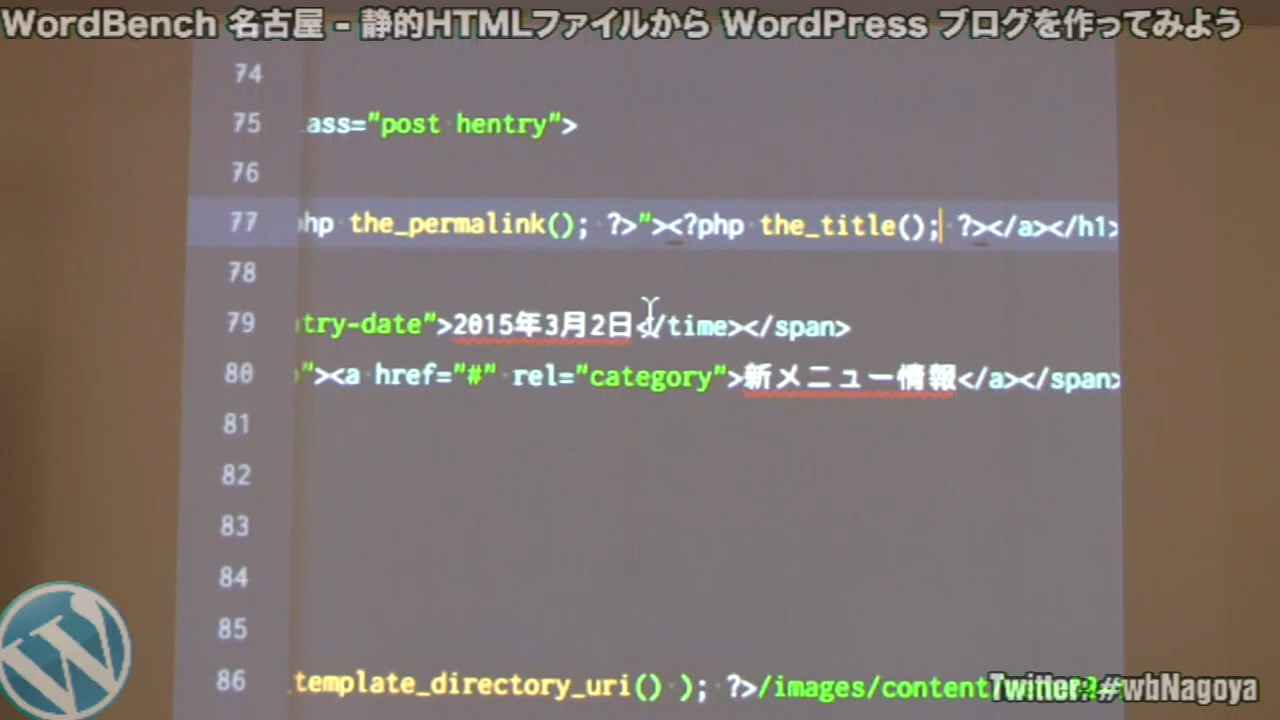 WordBench 名古屋 - 静的HTMLファイルから WordPress ブログを作ってみよう
74
75 ass="post hentry">
76
77 hp the_permalink(); ?>"><?php the_title(); ?></a></h1>
78
79 try-date">2015年3月2日</time></span>
80 "><a href="#" rel="category">新メニュー情報</a></span>
81
82
83
84
85
86 template_directory_uri() ); ?>/images/content
Twitter: #wbNagoya